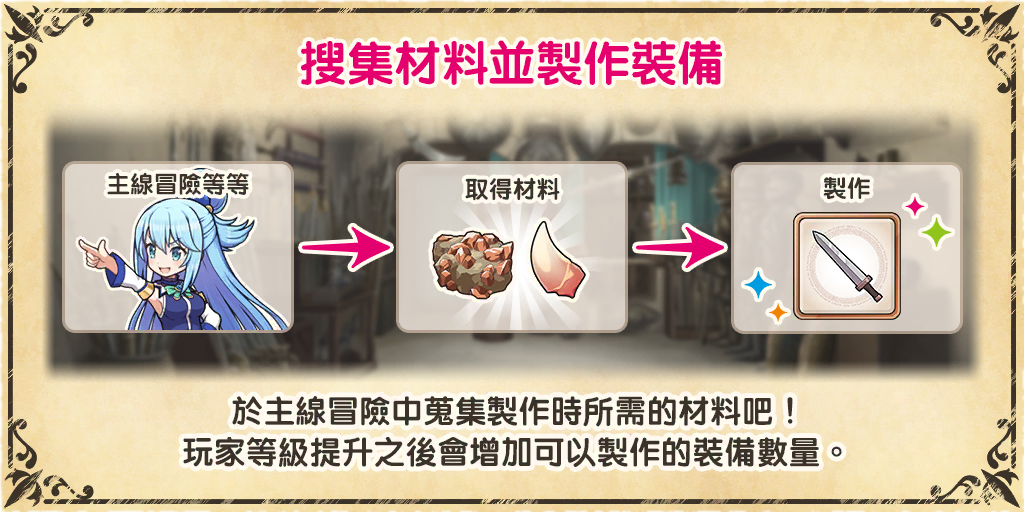 搜集材料並製作裝備
主線冒險等等
取得材料
製作
於主線冒險中蒐集製作時所需的材料吧！
玩家等級提升之後會增加可以製作的裝備數量。